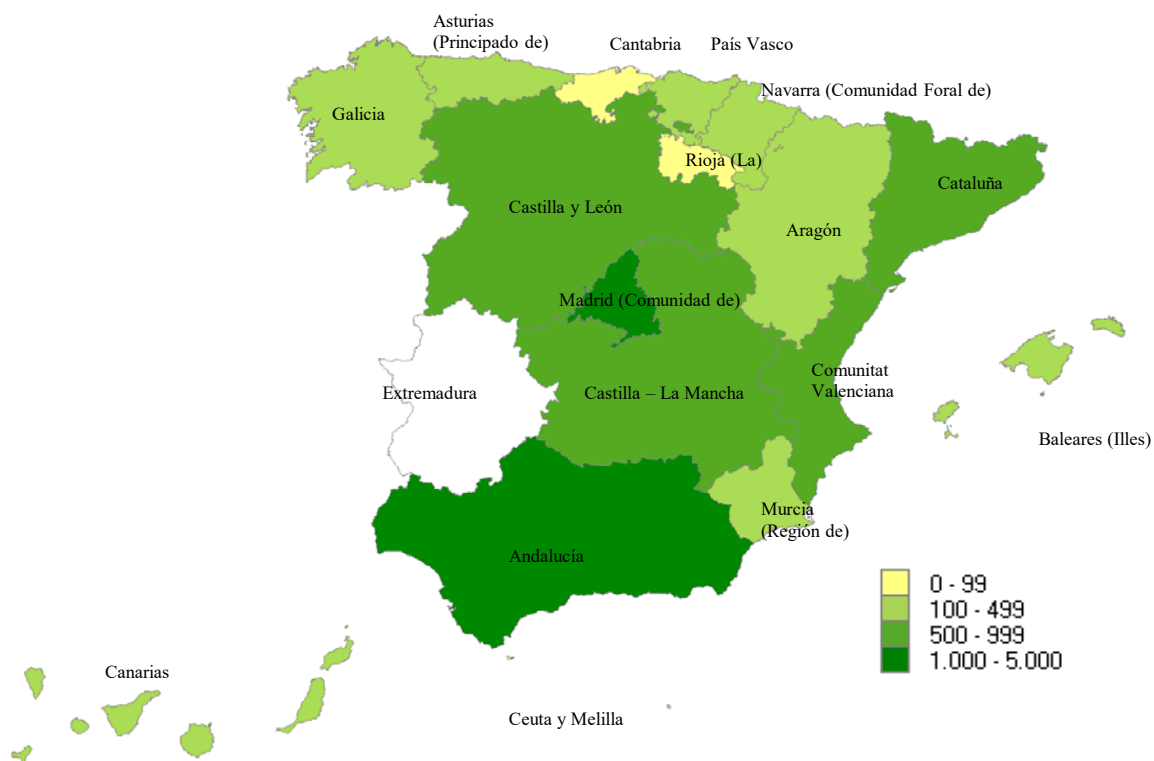 Asturias
(Principado de)
Cantabria
País Vasco
Navarra (Comunidad Foral de)
Galicia
Rioja (La)
Cataluña
Castilla y León
Aragón
Madrid (Comunidad de)
Comunitat
Valenciana
Extremadura
Castilla – La Mancha
Baleares (Illes)
Murcia
(Región de)
Andalucía
0 - 99
100 - 499
500 - 999
1.000 - 5.000
Canarias
Ceuta y Melilla